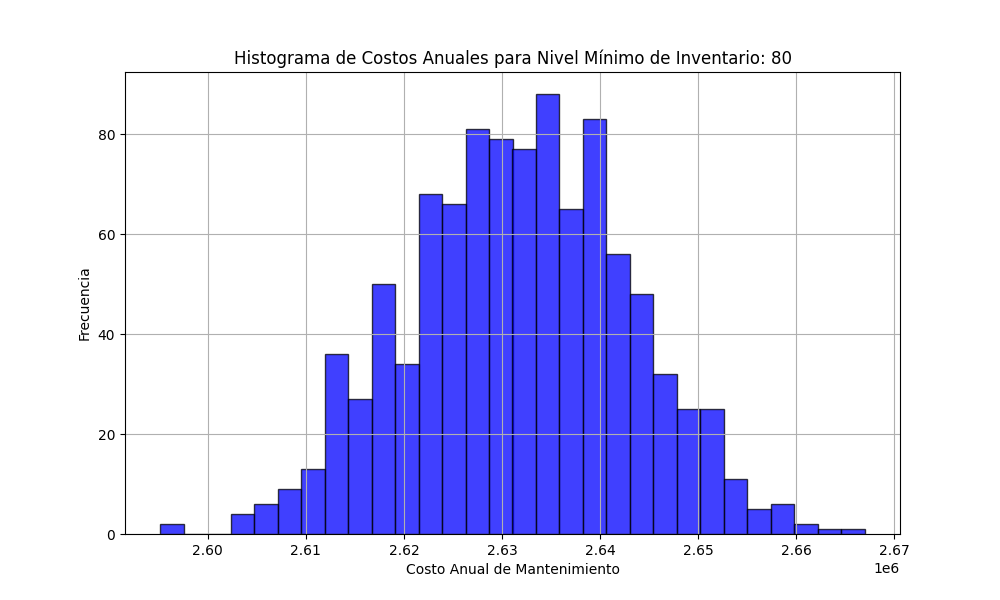 Histograma de Costos Anuales para Nivel Mínimo de Inventario: 80
Frecuencia
80
60
40
20
0
2.60 2.61 2.62 2.63 2.64 2.65 2.66 2.67
1e6
Costo Anual de Mantenimiento